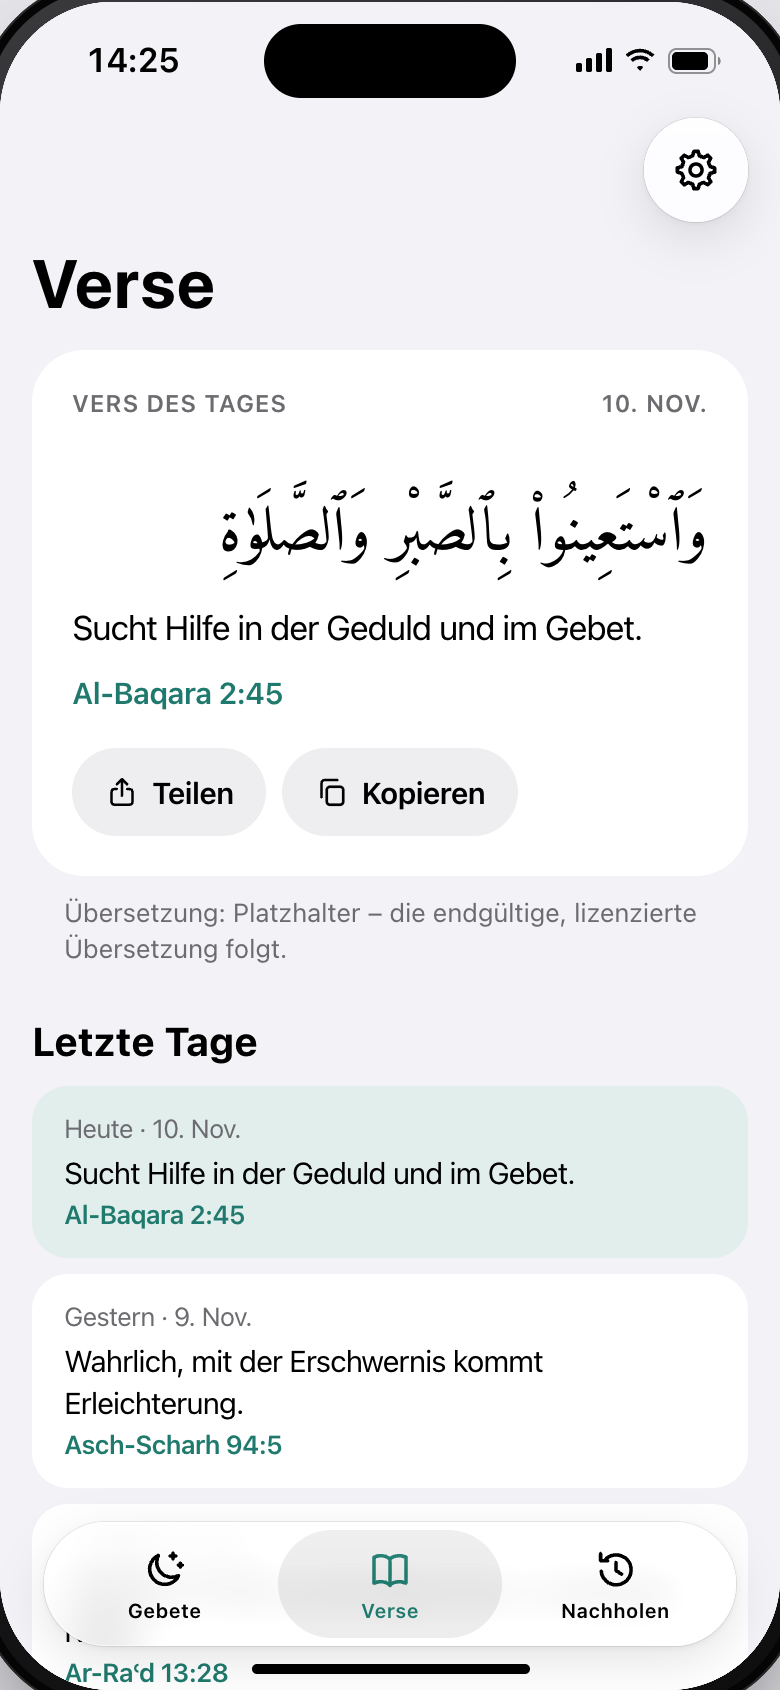 14:25
Verse
VERS DES TAGES
10. NOV.
وَٱسْتَعِينُوا۟ بِٱلصَّبْرِ وَٱلصَّلَوٰةِ
Sucht Hilfe in der Geduld und im Gebet.
Al-Baqara 2:45
Teilen
Kopieren
Übersetzung: Platzhalter – die endgültige, lizenzierte
Übersetzung folgt.
Letzte Tage
Heute · 10. Nov.
Sucht Hilfe in der Geduld und im Gebet.
Al-Baqara 2:45
Gestern · 9. Nov.
Wahrlich, mit der Erschwernis kommt
Erleichterung.
Asch-Scharh 94:5
Gebete
Verse
Nachholen
Ar-Raʿd 13:28